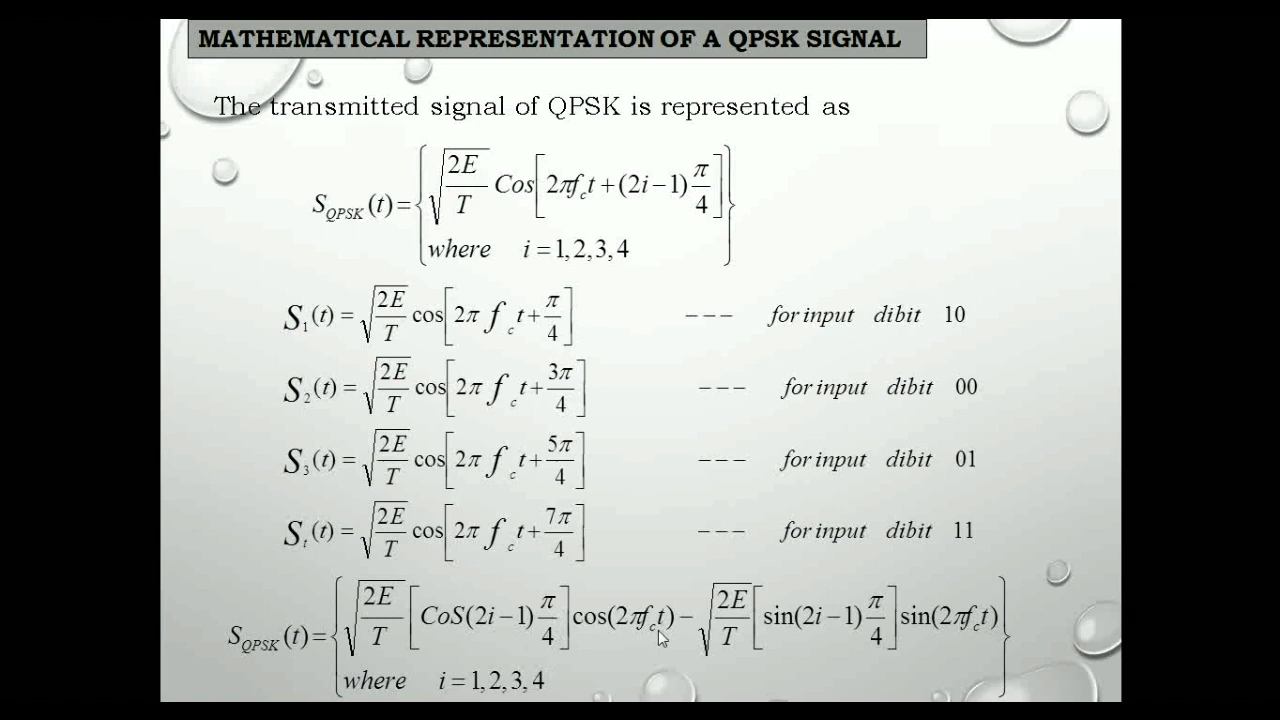 MATHEMATICAL REPRESENTATION OF A QPSK SIGNAL
The transmitted signal of QPSK is represented as
S_QPSK (t) = { √(2E/T) Cos[2πf_c t + (2i−1) π/4]
where i = 1, 2, 3, 4 }
S_1 (t) = √(2E/T) cos[2π f_c t + π/4] − − − for input dibit 10
S_2 (t) = √(2E/T) cos[2π f_c t + 3π/4] − − − for input dibit 00
S_3 (t) = √(2E/T) cos[2π f_c t + 5π/4] − − − for input dibit 01
S_t (t) = √(2E/T) cos[2π f_c t + 7π/4] − − − for input dibit 11
S_QPSK (t) = { √(2E/T) [CoS(2i−1) π/4] cos(2πf_c t) − √(2E/T) [sin(2i−1) π/4] sin(2πf_c t)
where i = 1, 2, 3, 4 }